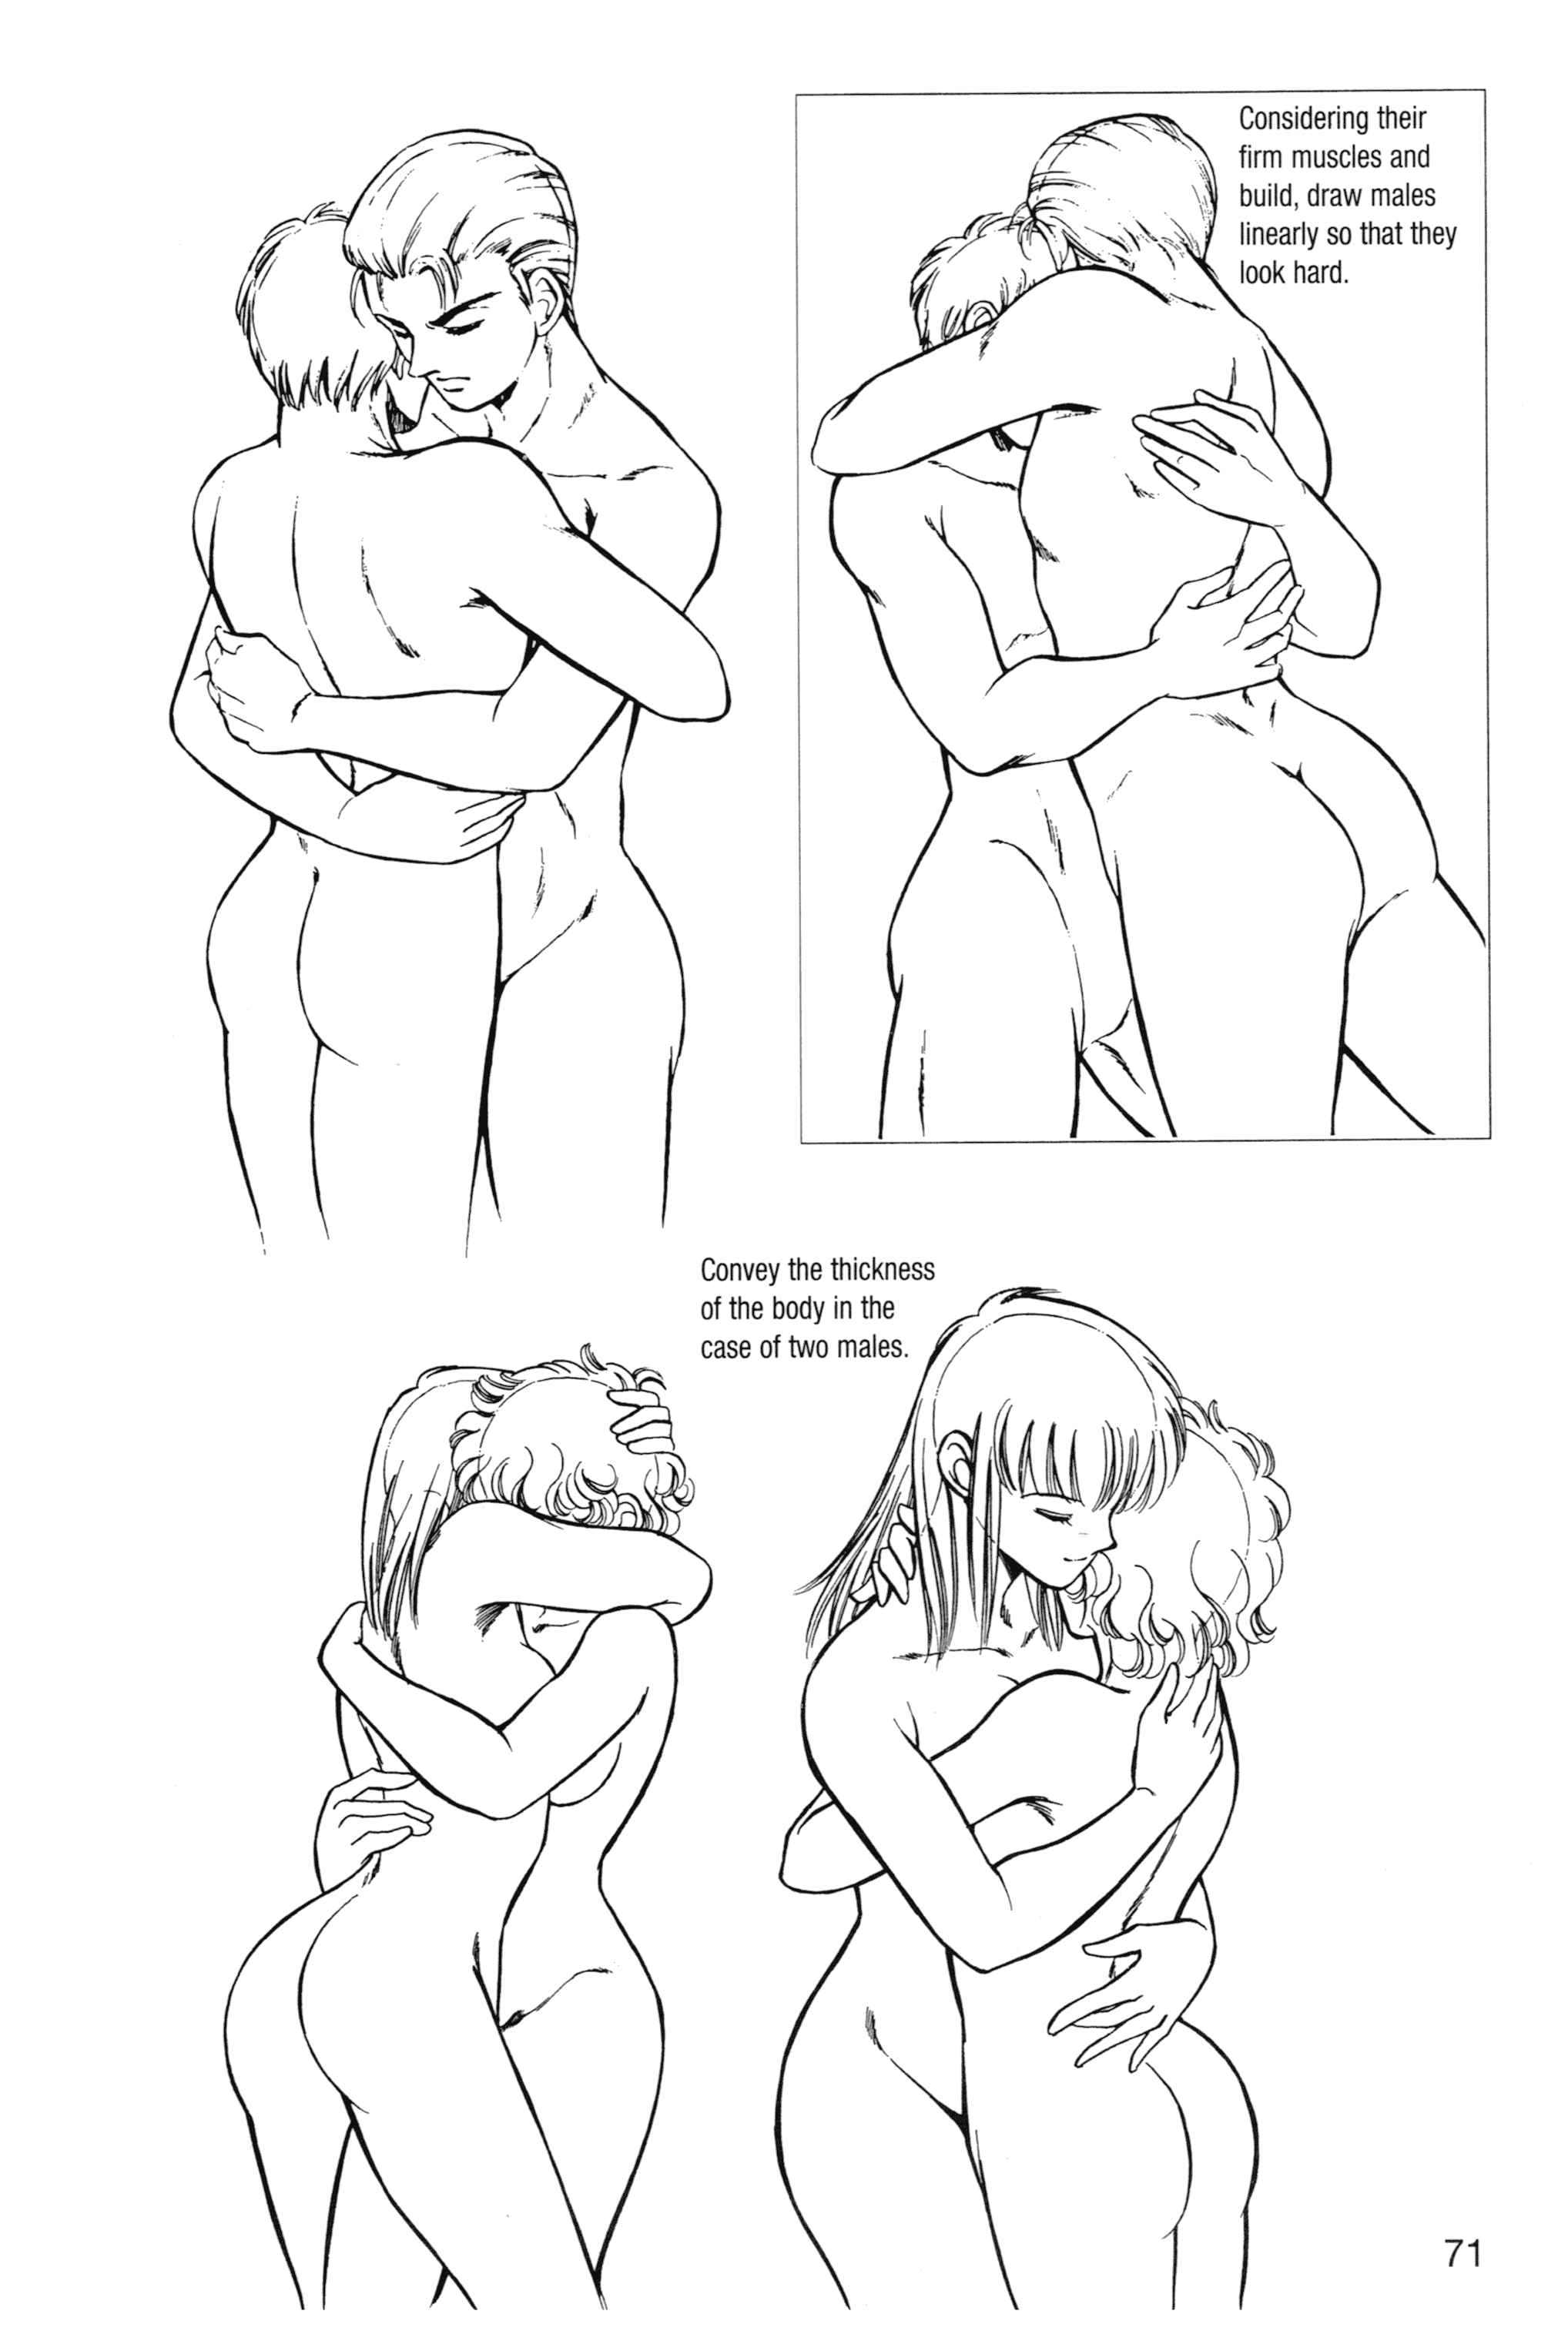 Considering their
firm muscles and
build, draw males
linearly so that they
look hard.
Convey the thickness
of the body in the
case of two males.
71